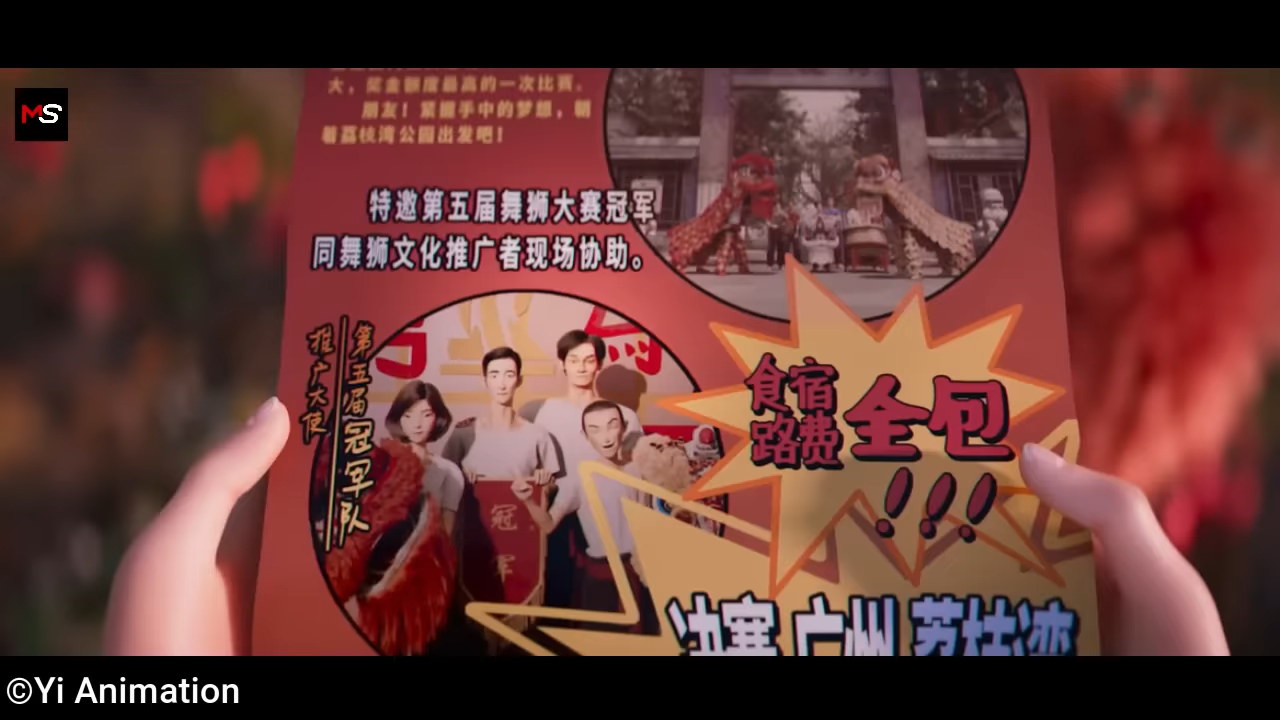 MS
大，奖金额度最高的一次比赛。
朋友！紧握手中的梦想，朝
着荔枝湾公园出发吧！
特邀第五届舞狮大赛冠军
同舞狮文化推广者现场协助。
第五届冠军队
推广大使
冠军
食宿
路费
全包
!!!
决赛 广州 荔枝湾
©Yi Animation